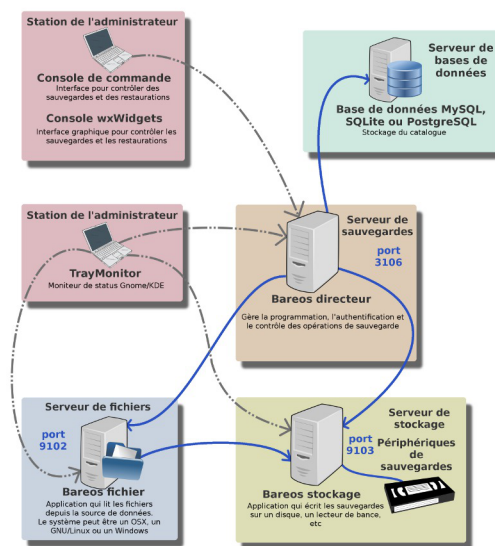 Station de l'administrateur
Console de commande
Interface pour contrôler des
sauvegardes et des restaurations
Console wxWidgets
Interface graphique pour contrôler les
sauvegardes et les restaurations
Serveur de
bases de
données
Base de données MySQL,
SQLite ou PostgreSQL
Stockage du catalogue
Station de l'administrateur
TrayMonitor
Moniteur de status Gnome/KDE
Serveur de
sauvegardes
port
3106
Bareos directeur
Gère la programmation, l'authentification et
le contrôle des opérations de sauvegarde
Serveur de fichiers
port
9102
Bareos fichier
Application qui lit les fichiers
depuis la source de données.
Le système peut être un OSX, un
GNU/Linux ou un Windows
Serveur de
stockage
port
9103
Périphériques
de
sauvegardes
Bareos stockage
Application qui écrit les sauvegardes
sur un disque, un lecteur de bance,
etc